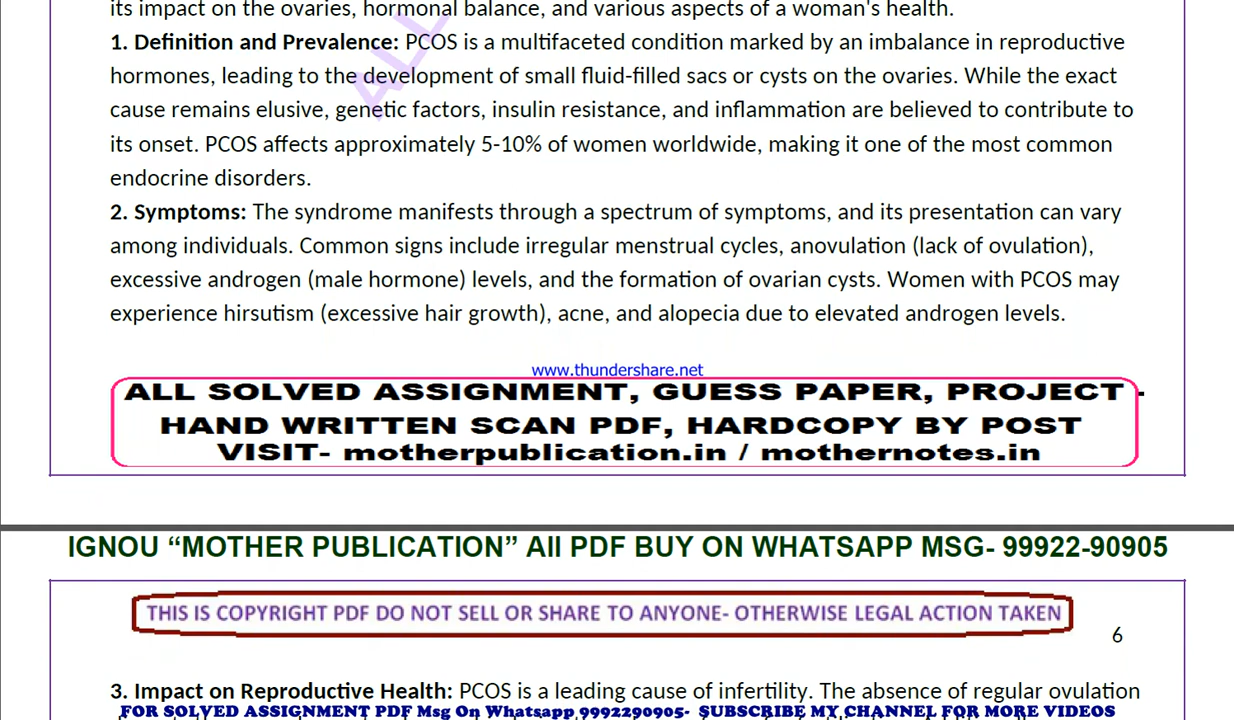 its impact on the ovaries, hormonal balance, and various aspects of a woman's health.
1. Definition and Prevalence: PCOS is a multifaceted condition marked by an imbalance in reproductive
hormones, leading to the development of small fluid-filled sacs or cysts on the ovaries. While the exact
cause remains elusive, genetic factors, insulin resistance, and inflammation are believed to contribute to
its onset. PCOS affects approximately 5-10% of women worldwide, making it one of the most common
endocrine disorders.
2. Symptoms: The syndrome manifests through a spectrum of symptoms, and its presentation can vary
among individuals. Common signs include irregular menstrual cycles, anovulation (lack of ovulation),
excessive androgen (male hormone) levels, and the formation of ovarian cysts. Women with PCOS may
experience hirsutism (excessive hair growth), acne, and alopecia due to elevated androgen levels.
ALL
www.thundershare.net
ALL SOLVED ASSIGNMENT, GUESS PAPER, PROJECT -
HAND WRITTEN SCAN PDF, HARDCOPY BY POST
VISIT- motherpublication.in / mothernotes.in
IGNOU “MOTHER PUBLICATION” All PDF BUY ON WHATSAPP MSG- 99922-90905
THIS IS COPYRIGHT PDF DO NOT SELL OR SHARE TO ANYONE- OTHERWISE LEGAL ACTION TAKEN
6
3. Impact on Reproductive Health: PCOS is a leading cause of infertility. The absence of regular ovulation
FOR SOLVED ASSIGNMENT PDF Msg On Whatsapp 9992290905- SUBSCRIBE MY CHANNEL FOR MORE VIDEOS